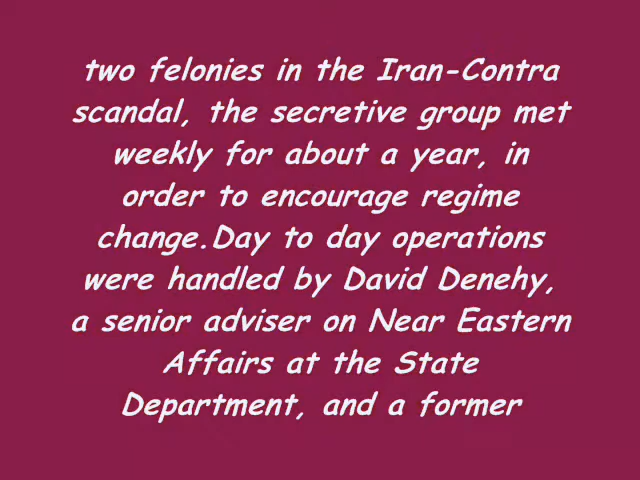 two felonies in the Iran-Contra
scandal, the secretive group met
weekly for about a year, in
order to encourage regime
change.Day to day operations
were handled by David Denehy,
a senior adviser on Near Eastern
Affairs at the State
Department, and a former